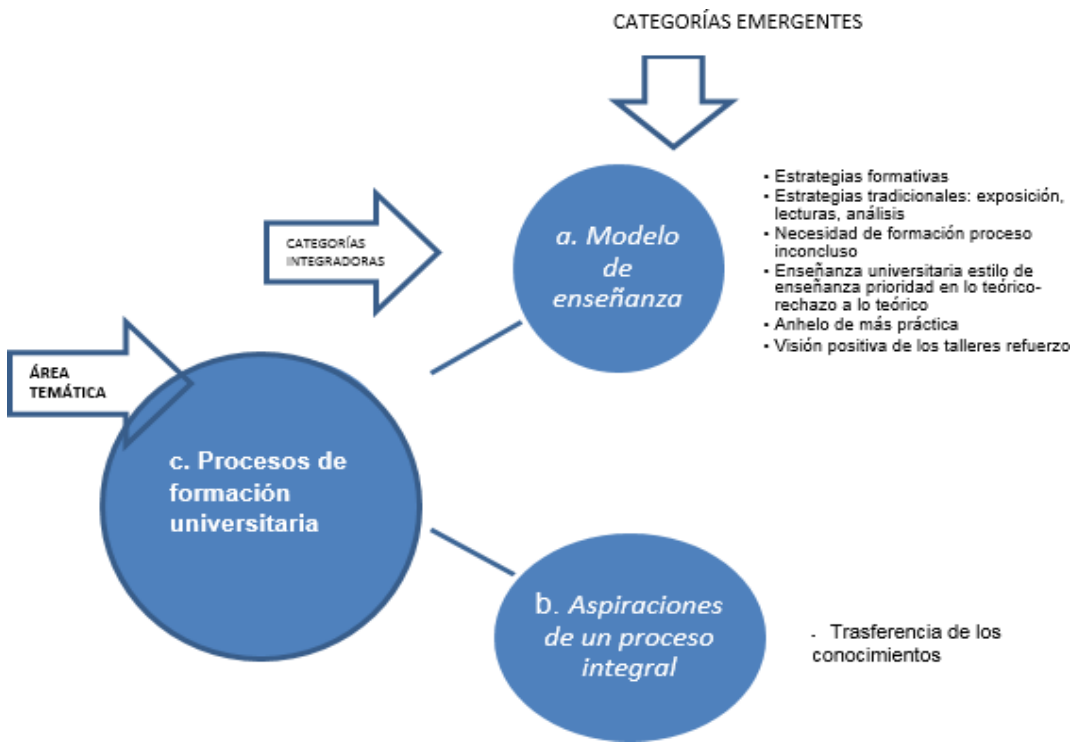 CATEGORÍAS EMERGENTES
CATEGORÍAS
INTEGRADORAS
a. Modelo
de
enseñanza
▪ Estrategias formativas
▪ Estrategias tradicionales: exposición,
lecturas, análisis
▪ Necesidad de formación proceso
inconcluso
▪ Enseñanza universitaria estilo de
enseñanza prioridad en lo teórico-
rechazo a lo teórico
▪ Anhelo de más práctica
▪ Visión positiva de los talleres refuerzo
ÁREA
TEMÁTICA
c. Procesos de
formación
universitaria
b. Aspiraciones
de un proceso
integral
- Trasferencia de los
conocimientos